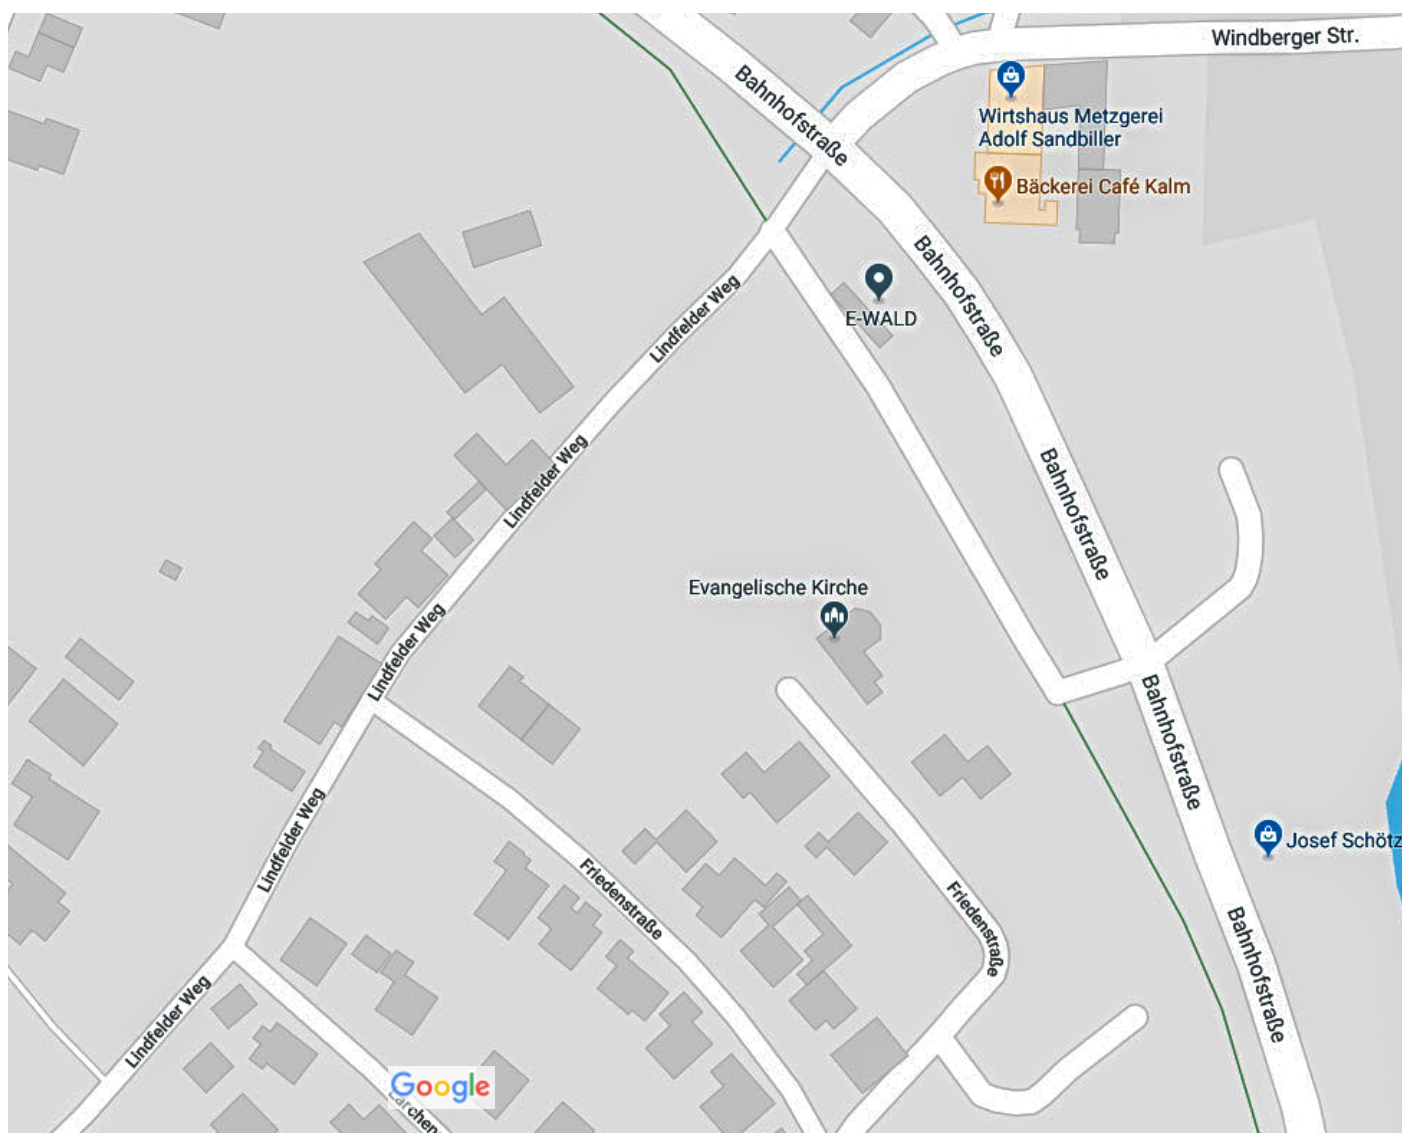 Windberger Str.
Bahnhofstraße
Wirtshaus Metzgerei
Adolf Sandbiller
Bäckerei Café Kalm
Bahnhofstraße
Lindfelder Weg
E-WALD
Lindfelder Weg
Bahnhofstraße
Evangelische Kirche
Lindfelder Weg
Bahnhofstraße
Lindfelder Weg
Josef Schötz
Friedenstraße
Friedenstraße
Bahnhofstraße
Lindfelder Weg
Google